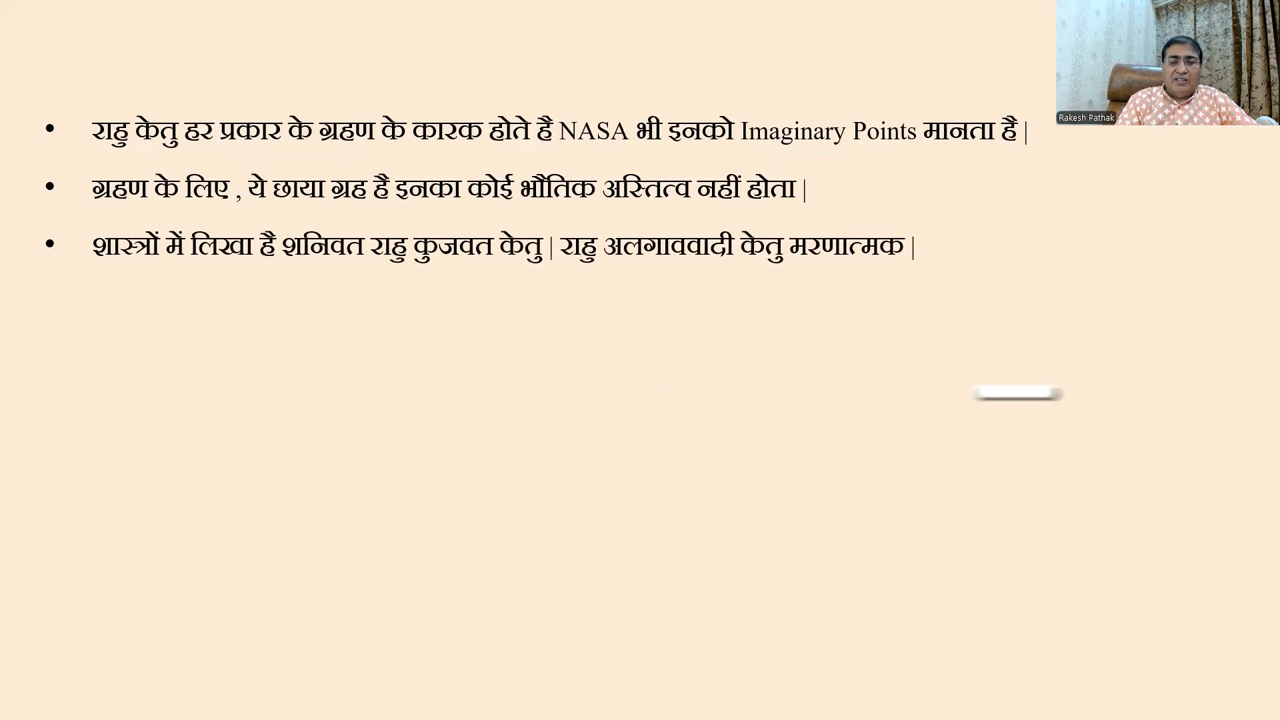 • राहु केतु हर प्रकार के ग्रहण के कारक होते है NASA भी इनको Imaginary Points मानता है |
• ग्रहण के लिए , ये छाया ग्रह है इनका कोई भौतिक अस्तित्व नहीं होता |
• शास्त्रों में लिखा है शनिवत राहु कुजवत केतु | राहु अलगाववादी केतु मरणात्मक |
Rakesh Pathak